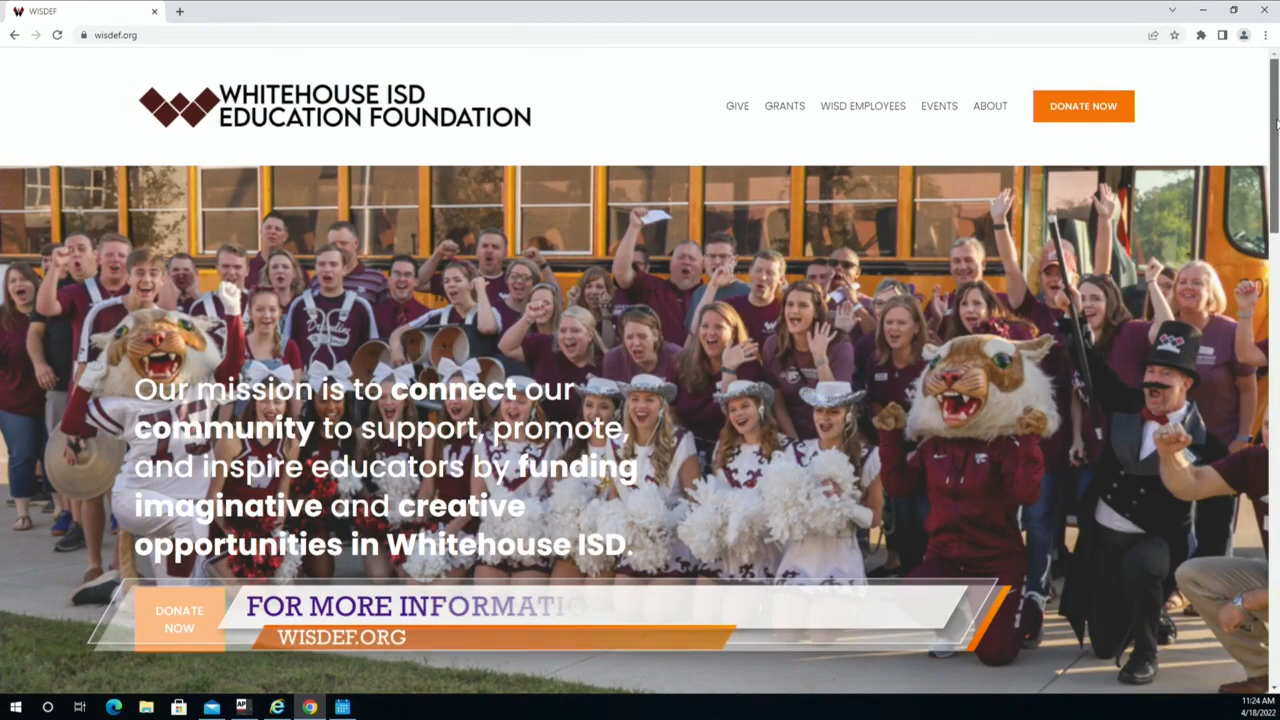 WISDEF
wisdef.org
WHITEHOUSE ISD
EDUCATION FOUNDATION
GIVE GRANTS WISD EMPLOYEES EVENTS ABOUT DONATE NOW
Our mission is to connect our
community to support, promote,
and inspire educators by funding
imaginative and creative
opportunities in Whitehouse ISD.
DONATE
NOW
FOR MORE INFORMATIO
WISDEF.ORG
11:24 AM
4/18/2022